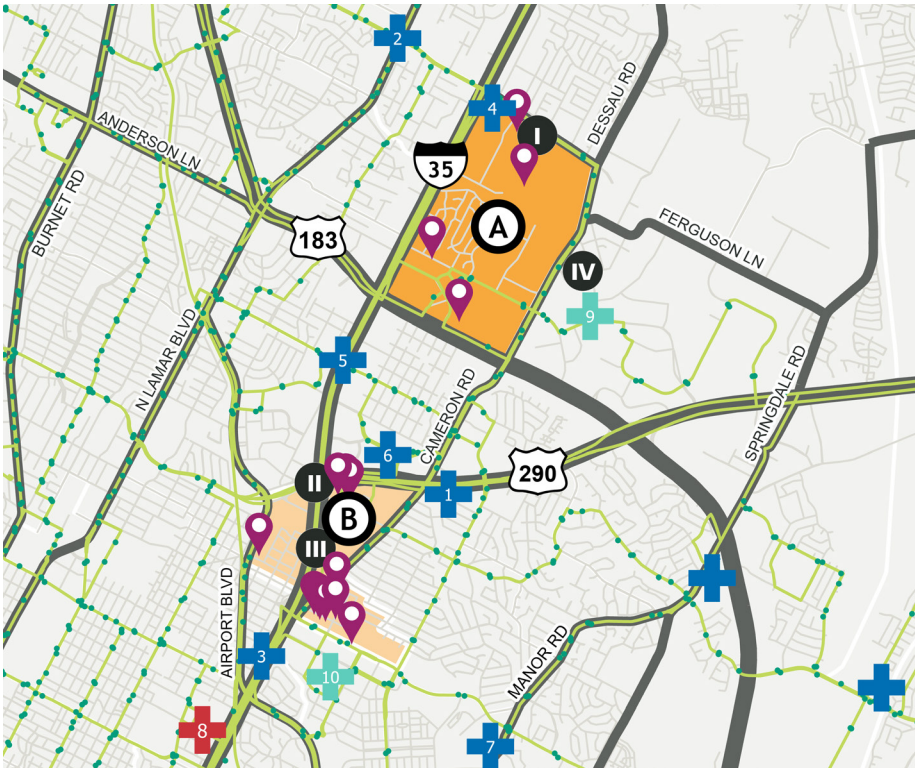 2
4
I
DESSAU RD
ANDERSON LN
35
BURNET RD
183
A
FERGUSON LN
IV
9
N LAMAR BLVD
5
CAMERON RD
SPRINGDALE RD
6
290
II
1
B
III
AIRPORT BLVD
3
MANOR RD
10
8
7